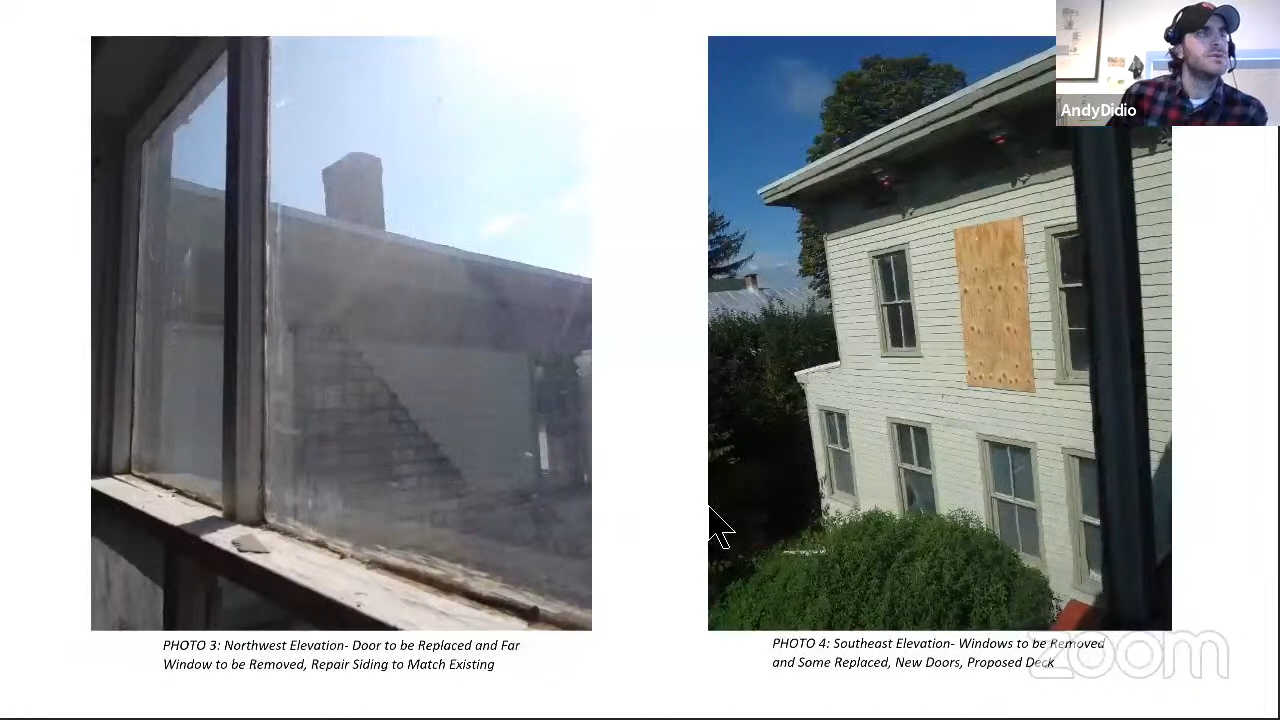 AndyDidio
PHOTO 3: Northwest Elevation- Door to be Replaced and Far
Window to be Removed, Repair Siding to Match Existing
PHOTO 4: Southeast Elevation- Windows to be Removed
and Some Replaced, New Doors, Proposed Deck
zoom